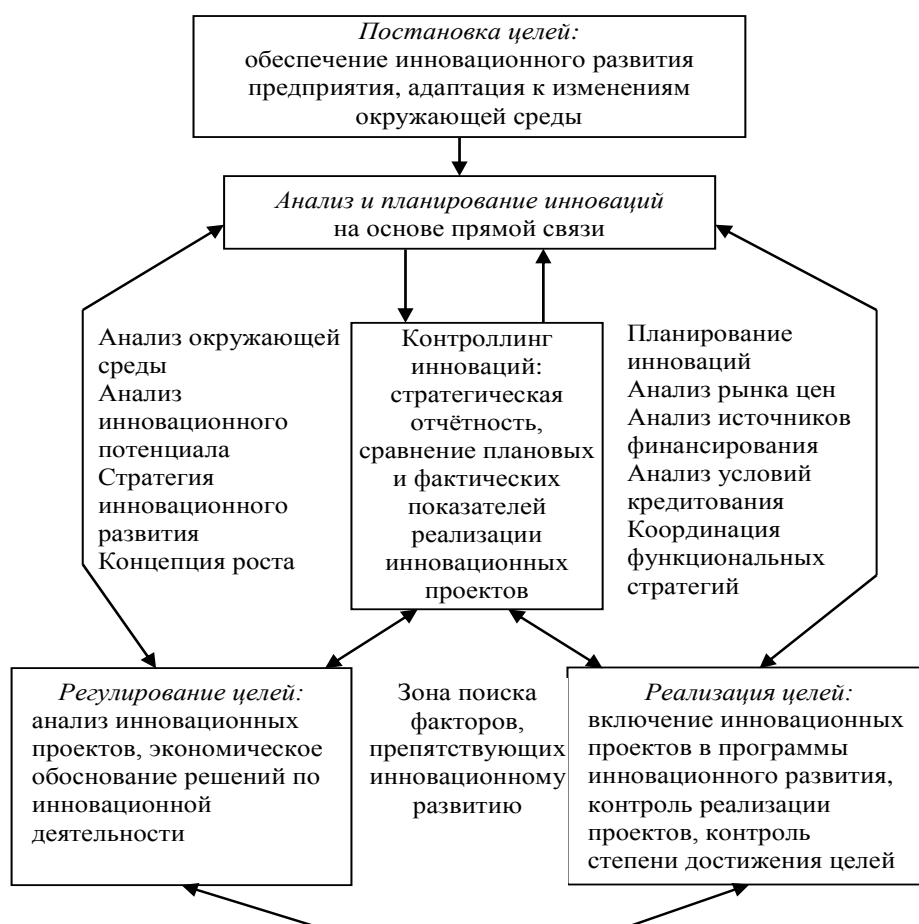 Постановка целей:
обеспечение инновационного развития
предприятия, адаптация к изменениям
окружающей среды
Анализ и планирование инноваций
на основе прямой связи
Анализ окружающей
среды
Анализ
инновационного
потенциала
Стратегия
инновационного
развития
Концепция роста
Контроллинг
инноваций:
стратегическая
отчётность,
сравнение плановых
и фактических
показателей
реализации
инновационных
проектов
Планирование
инноваций
Анализ рынка цен
Анализ источников
финансирования
Анализ условий
кредитования
Координация
функциональных
стратегий
Регулирование целей:
анализ инновационных
проектов, экономическое
обоснование решений по
инновационной
деятельности
Зона поиска
факторов,
препятствующих
инновационному
развитию
Реализация целей:
включение инновационных
проектов в программы
инновационного развития,
контроль реализации
проектов, контроль
степени достижения целей